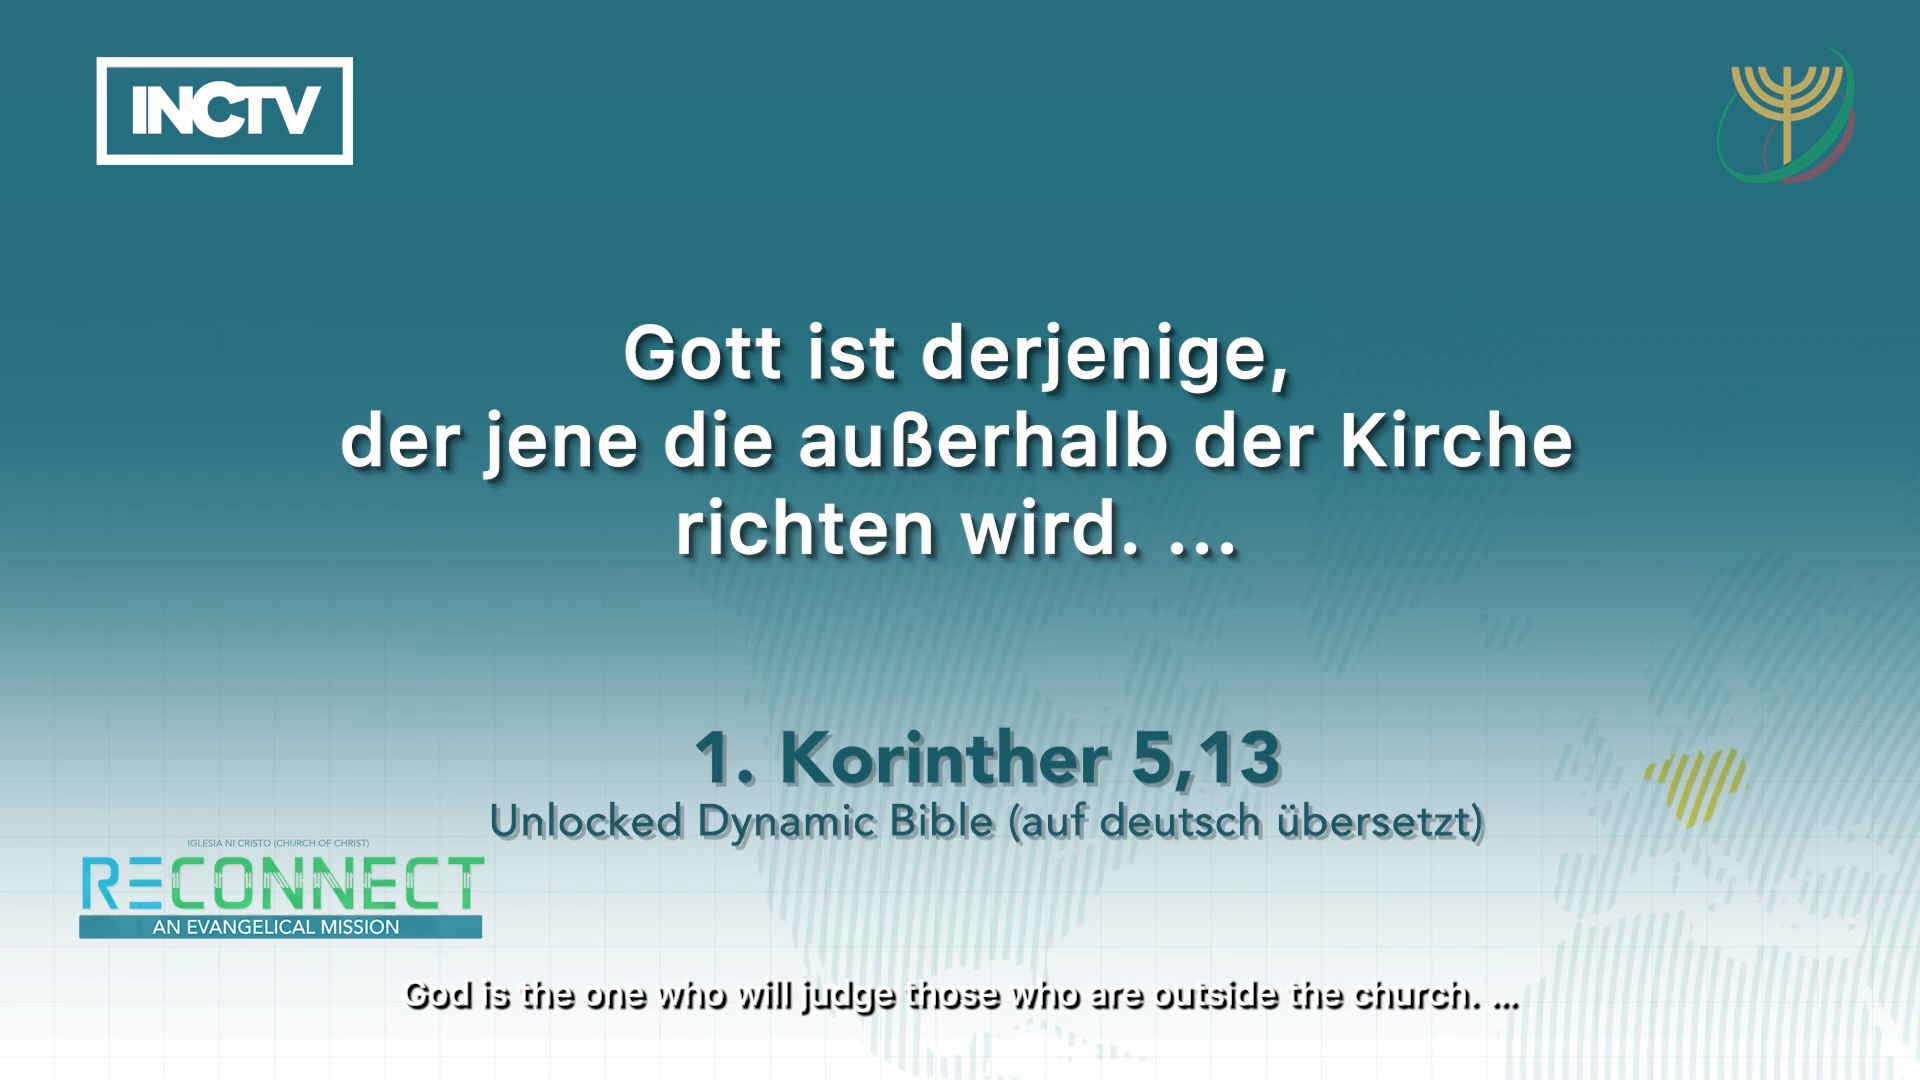 INCTV
Gott ist derjenige,
der jene die außerhalb der Kirche
richten wird. ...
1. Korinther 5,13
Unlocked Dynamic Bible (auf deutsch übersetzt)
IGLESIA NI CRISTO (CHURCH OF CHRIST)
RECONNECT
AN EVANGELICAL MISSION
God is the one who will judge those who are outside the church. ...